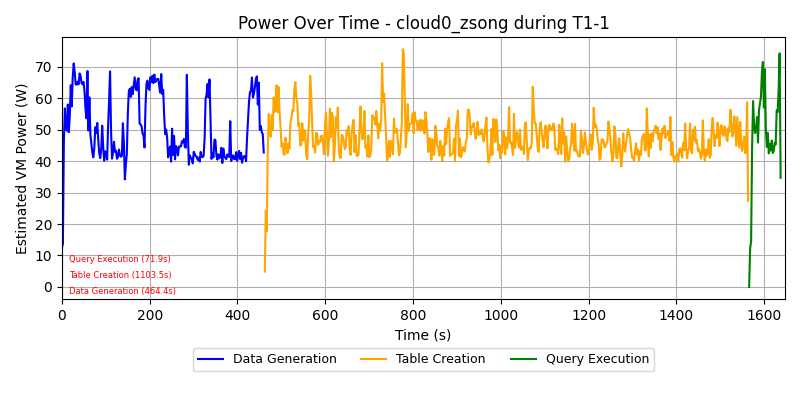 Power Over Time - cloud0_zsong during T1-1
Estimated VM Power (W)
70
60
50
40
30
20
10
0
Query Execution (71.9s)
Table Creation (1103.5s)
Data Generation (464.4s)
0 200 400 600 800 1000 1200 1400 1600
Time (s)
Data Generation Table Creation Query Execution